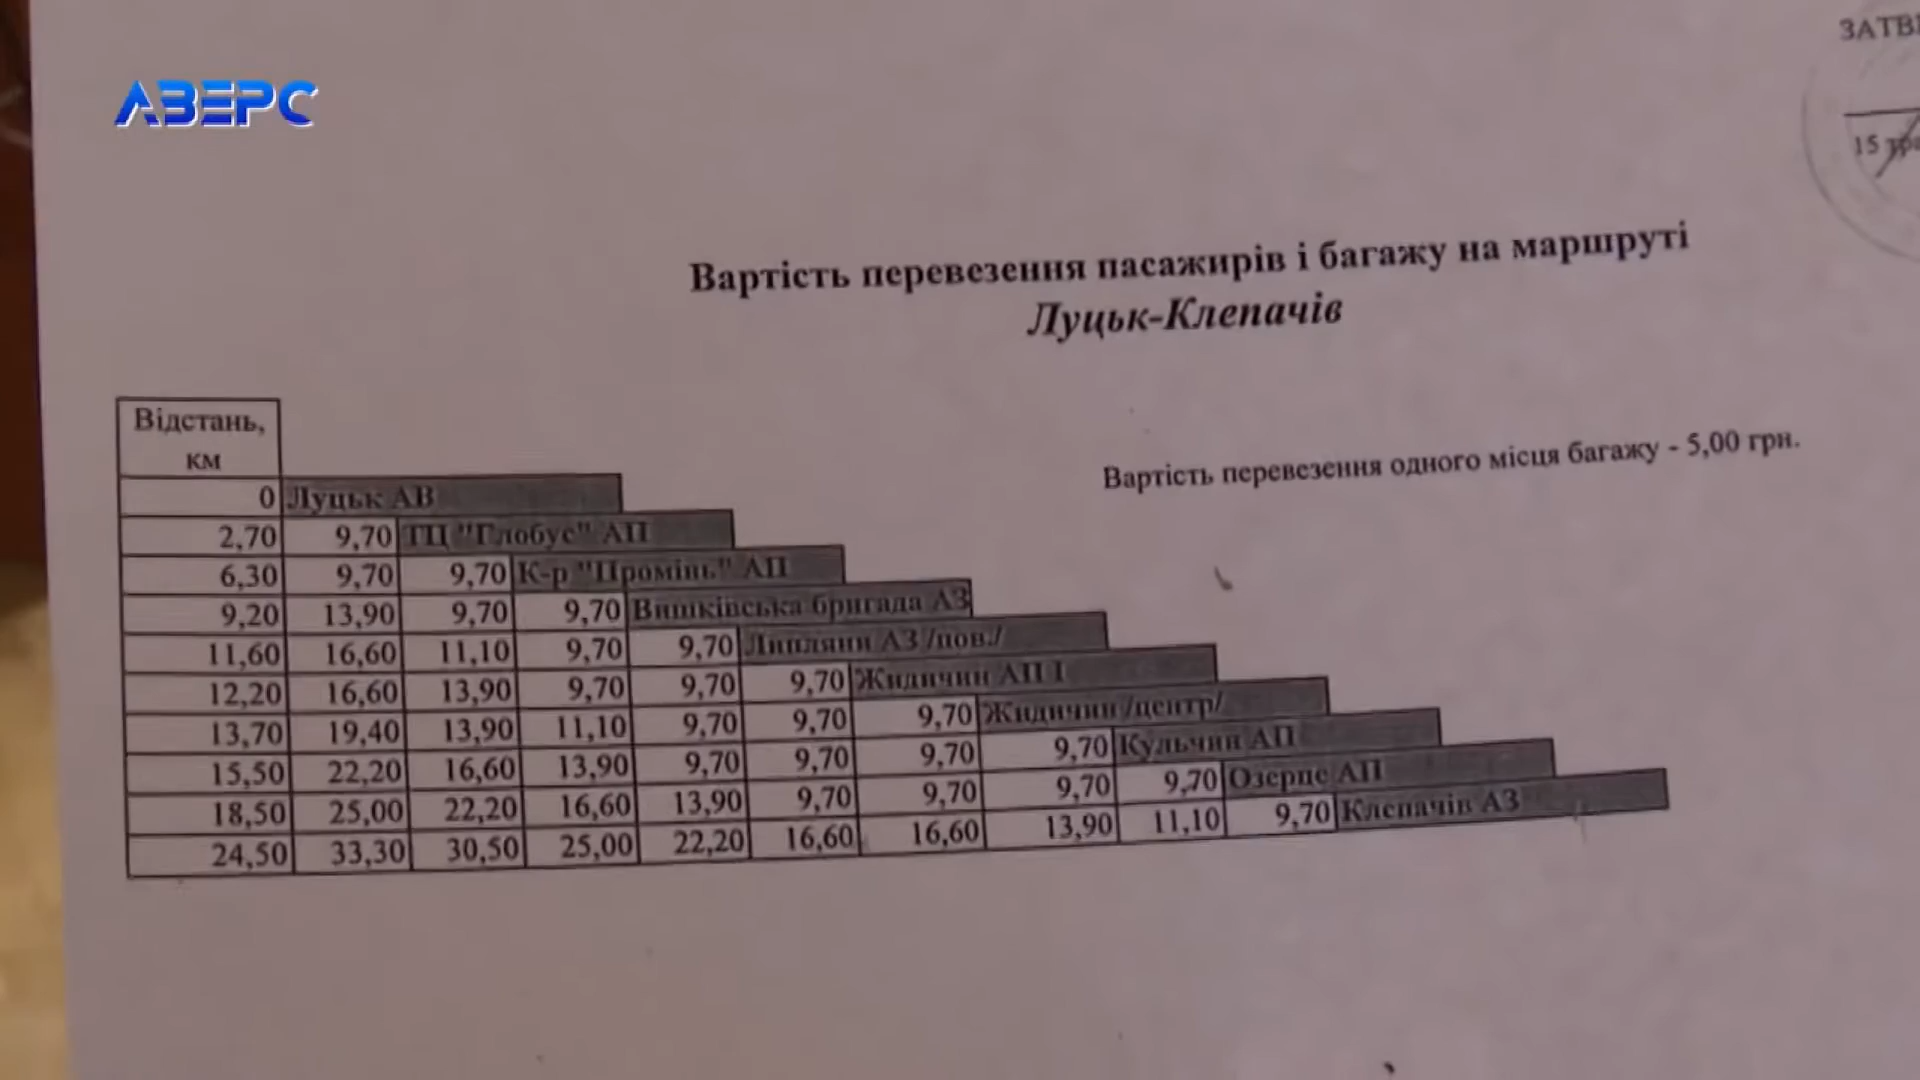 АВЕРС
ЗАТВЕ
15 тра
Вартість перевезення пасажирів і багажу на маршруті
Луцьк-Клепачів
Відстань,
км
Вартість перевезення одного місця багажу - 5,00 грн.
0 Луцьк АВ
2,70 9,70 ТЦ "Глобус" АП
6,30 9,70 9,70 К-р "Промінь" АП
9,20 13,90 9,70 9,70 Вишківська бригада АЗ
11,60 16,60 11,10 9,70 9,70 Липляни АЗ /пов./
12,20 16,60 13,90 9,70 9,70 9,70 Жидичин АП 1
13,70 19,40 13,90 11,10 9,70 9,70 9,70 Жидичин /центр/
15,50 22,20 16,60 13,90 9,70 9,70 9,70 9,70 Кульчин АП
18,50 25,00 22,20 16,60 13,90 9,70 9,70 9,70 9,70 Озерце АП
24,50 33,30 30,50 25,00 22,20 16,60 16,60 13,90 11,10 9,70 Клепачів АЗ